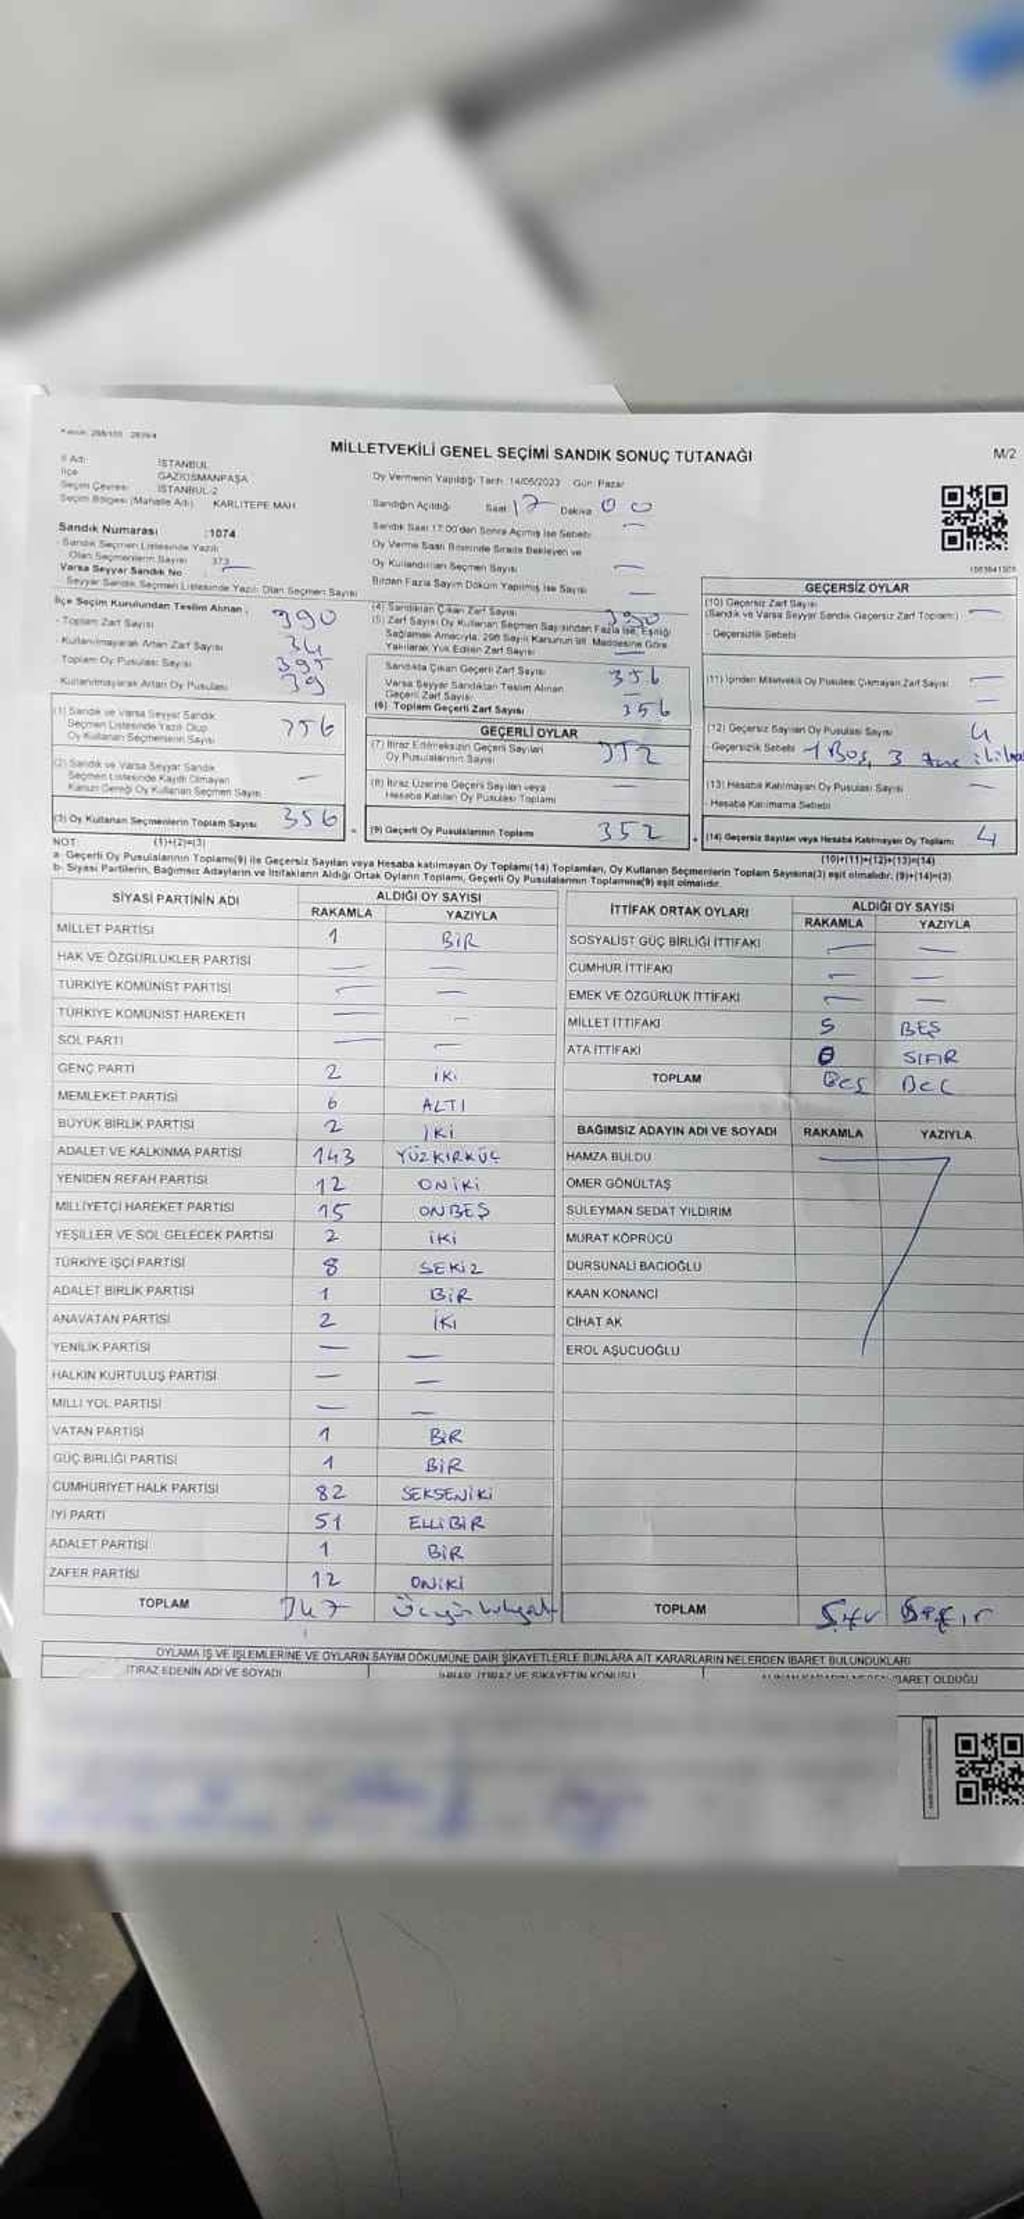 MİLLETVEKİLİ GENEL SEÇİMİ SANDIK SONUÇ TUTANAĞI
M/2
İl Adı: İSTANBUL
İlçe GAZİOSMANPAŞA
Seçim Çevresi İSTANBUL-2
Seçim Bölgesi (Mahalle Adı) KARLITEPE MAH
Sandık Numarası :1074
Sandık Seçmen Listesinde Yazılı
Olan Seçmenlerin Sayısı 373
Varsa Seyyar Sandık No
Seyyar Sandık Seçmen Listesinde Yazılı Olan Seçmen Sayısı
Oy Vermenin Yapıldığı Tarih 14/05/2023 Gün Pazar
Sandığın Açıldığı Saat 17 Dakika 00
Sandık Saat 17:00'den Sonra Açılmış İse Sebebi
Oy Verme Saati Bitiminde Sırada Bekleyen ve
Oy Kullandırılan Seçmen Sayısı —
Birden Fazla Sayım Döküm Yapılmış İse Sayısı —
İlçe Seçim Kurulundan Teslim Alınan
- Toplam Zarf Sayısı 390
- Kullanılmayarak Artan Zarf Sayısı 34
Toplam Oy Pusulası Sayısı 395
- Kullanılmayarak Artan Oy Pusulası 39
(1) Sandık ve Varsa Seyyar Sandık
Seçmen Listesinde Yazılı Olup
Oy Kullanan Seçmenlerin Sayısı 356
(2) Sandık ve Varsa Seyyar Sandık
Seçmen Listesinde Kayıtlı Olmayan
Kanun Gereği Oy Kullanan Seçmen Sayısı —
(3) Oy Kullanan Seçmenlerin Toplam Sayısı 356
(1)+(2)=(3)
(4) Sandıktan Çıkan Zarf Sayısı
(5) Zarf Sayısı Oy Kullanan Seçmen Sayısından Fazla İse, Eşitliği
Sağlamak Amacıyla, 298 Sayılı Kanunun 98. Maddesine Göre
Yakılarak Yok Edilen Zarf Sayısı —
Sandıkta Çıkan Geçerli Zarf Sayısı 356
Varsa Seyyar Sandıktan Teslim Alınan
Geçerli Zarf Sayısı —
(6) Toplam Geçerli Zarf Sayısı 356
GEÇERLİ OYLAR
(7) İtiraz Edilmeksizin Geçerli Sayılan
Oy Pusulalarının Sayısı 352
(8) İtiraz Üzerine Geçerli Sayılan veya
Hesaba Katılan Oy Pusulası Toplamı —
(9) Geçerli Oy Pusulalarının Toplamı 352
GEÇERSİZ OYLAR
(10) Geçersiz Zarf Sayısı
(Sandık ve Varsa Seyyar Sandık Geçersiz Zarf Toplamı) —
- Geçersizlik Sebebi
(11) İçinden Milletvekili Oy Pusulası Çıkmayan Zarf Sayısı —
(12) Geçersiz Sayılan Oy Pusulası Sayısı 4
- Geçersizlik Sebebi 1 Boş, 3
(13) Hesaba Katılmayan Oy Pusulası Sayısı —
- Hesaba Katılmama Sebebi
(14) Geçersiz Sayılan veya Hesaba Katılmayan Oy Toplamı 4
(10)+(11)+(12)+(13)=(14)
NOT:
a- Geçerli Oy Pusulalarının Toplamı(9) ile Geçersiz Sayılan veya Hesaba katılmayan Oy Toplamı(14) Toplamları, Oy Kullanan Seçmenlerin Toplam Sayısına(3) eşit olmalıdır, (9)+(14)=(3)
b- Siyasi Partilerin, Bağımsız Adayların ve İttifakların Aldığı Ortak Oyların Toplamı, Geçerli Oy Pusulalarının Toplamına(9) eşit olmalıdır.
SİYASİ PARTİNİN ADI ALDIĞI OY SAYISI
RAKAMLA YAZIYLA
MİLLET PARTİSİ 1 BİR
HAK VE ÖZGÜRLÜKLER PARTİSİ — —
TÜRKİYE KOMÜNİST PARTİSİ — —
TÜRKİYE KOMÜNİST HAREKETİ — —
SOL PARTİ — —
GENÇ PARTİ 2 İKİ
MEMLEKET PARTİSİ 6 ALTI
BÜYÜK BİRLİK PARTİSİ 2 İKİ
ADALET VE KALKINMA PARTİSİ 143 YÜZKIRKÜÇ
YENİDEN REFAH PARTİSİ 12 ONİKİ
MİLLİYETÇİ HAREKET PARTİSİ 15 ONBEŞ
YEŞİLLER VE SOL GELECEK PARTİSİ 2 İKİ
TÜRKİYE İŞÇİ PARTİSİ 8 SEKİZ
ADALET BİRLİK PARTİSİ 1 BİR
ANAVATAN PARTİSİ 2 İKİ
YENİLİK PARTİSİ — —
HALKIN KURTULUŞ PARTİSİ — —
MİLLİ YOL PARTİSİ — —
VATAN PARTİSİ 1 BİR
GÜÇ BİRLİĞİ PARTİSİ 1 BİR
CUMHURİYET HALK PARTİSİ 82 SEKSENİKİ
İYİ PARTİ 51 ELLİBİR
ADALET PARTİSİ 1 BİR
ZAFER PARTİSİ 12 ONİKİ
TOPLAM 347
İTTİFAK ORTAK OYLARI ALDIĞI OY SAYISI
RAKAMLA YAZIYLA
SOSYALİST GÜÇ BİRLİĞİ İTTİFAKI — —
CUMHUR İTTİFAKI — —
EMEK VE ÖZGÜRLÜK İTTİFAKI — —
MİLLET İTTİFAKI 5 BEŞ
ATA İTTİFAKI 0 SIFIR
TOPLAM Beş Beş
BAĞIMSIZ ADAYIN ADI VE SOYADI RAKAMLA YAZIYLA
HAMZA BULDU
ÖMER GÖNÜLTAŞ
SÜLEYMAN SEDAT YILDIRIM
MURAT KÖPRÜCÜ
DURSUNALİ BACIOĞLU
KAAN KONANCI
CİHAT AK
EROL AŞUCUOĞLU
TOPLAM Sıfır Sıfır
OYLAMA İŞ VE İŞLEMLERİNE VE OYLARIN SAYIM DÖKÜMÜNE DAİR ŞİKAYETLERLE BUNLARA AİT KARARLARIN NELERDEN İBARET BULUNDUKLARI
İTİRAZ EDENİN ADI VE SOYADI